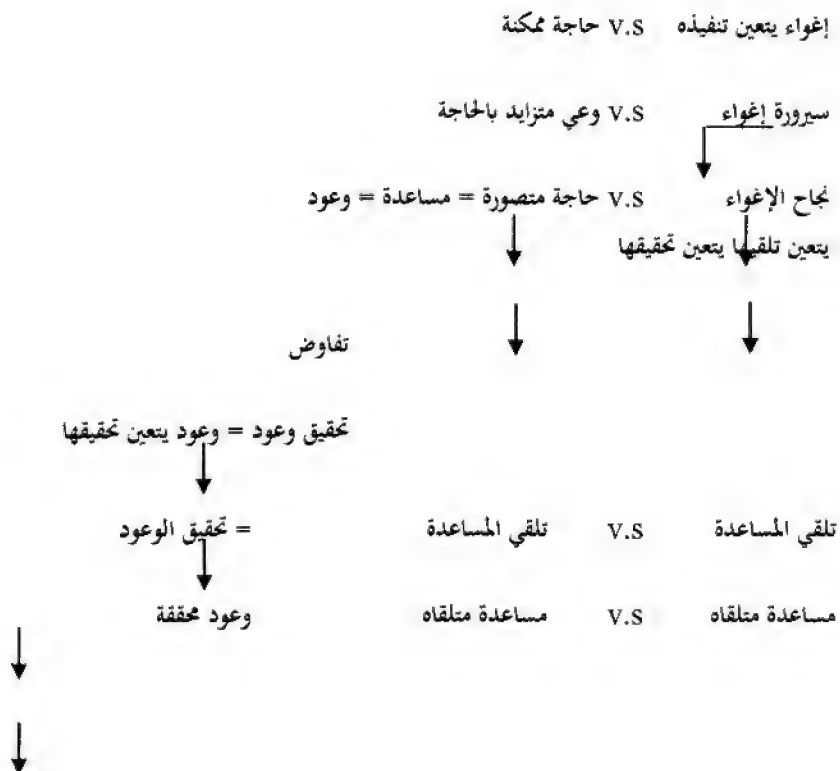 إغواء يتعين تنفيذه v.s حاجة ممكنة
سيرورة إغواء v.s وعي متزايد بالحاجة
نجاح الإغواء v.s حاجة متصورة = مساعدة = وعود
يتعين تلقيها يتعين تحقيقها
تفاوض
تحقيق وعود = وعود يتعين تحقيقها
تلقي المساعدة v.s تلقي المساعدة = تحقيق الوعود
مساعدة متلقاه v.s مساعدة متلقاه وعود محققة